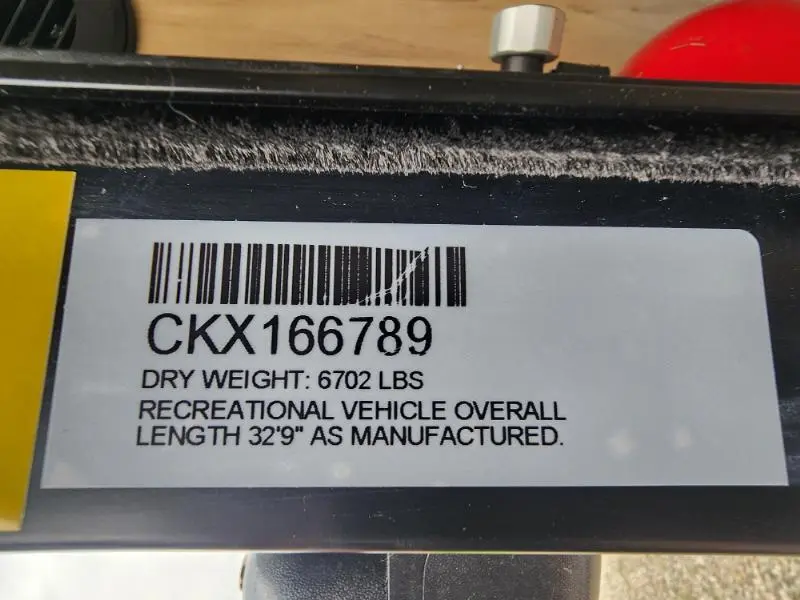 CKX166789
DRY WEIGHT: 6702 LBS
RECREATIONAL VEHICLE OVERALL
LENGTH 32'9" AS MANUFACTURED.